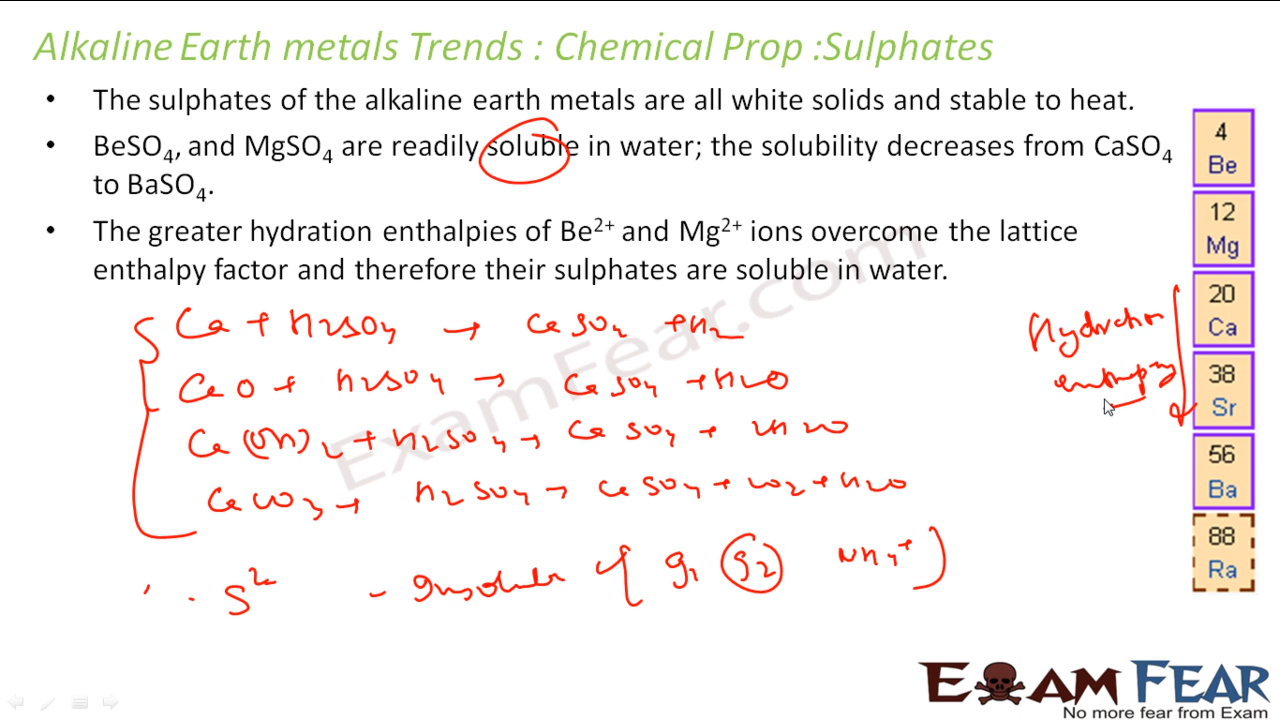 Alkaline Earth metals Trends : Chemical Prop :Sulphates
• The sulphates of the alkaline earth metals are all white solids and stable to heat.
• BeSO₄, and MgSO₄ are readily soluble in water; the solubility decreases from CaSO₄
to BaSO₄.
• The greater hydration enthalpies of Be²⁺ and Mg²⁺ ions overcome the lattice
enthalpy factor and therefore their sulphates are soluble in water.
Ca + H₂SO₄ → CaSO₄ + H₂
CaO + H₂SO₄ → CaSO₄ + H₂O
Ca(OH)₂ + H₂SO₄ → CaSO₄ + 2H₂O
CaCO₃ + H₂SO₄ → CaSO₄ + CO₂ + H₂O
S²⁻ - Insoluble { g₁ g₂ NH₄⁺ )
Hydration
enthalpy
4
Be
12
Mg
20
Ca
38
Sr
56
Ba
88
Ra
ExamFear.com
EXAM FEAR
No more fear from Exam